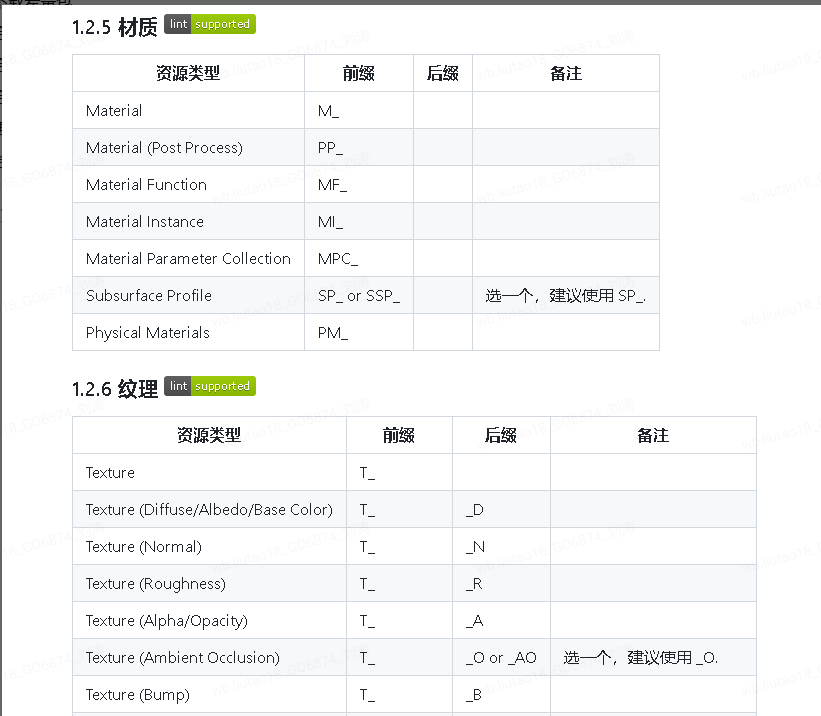 1.2.5 材质 lint supported
资源类型 前缀 后缀 备注
Material M_
Material (Post Process) PP_
Material Function MF_
Material Instance MI_
Material Parameter Collection MPC_
Subsurface Profile SP_ or SSP_ 选一个，建议使用 SP_.
Physical Materials PM_
1.2.6 纹理 lint supported
资源类型 前缀 后缀 备注
Texture T_
Texture (Diffuse/Albedo/Base Color) T_ _D
Texture (Normal) T_ _N
Texture (Roughness) T_ _R
Texture (Alpha/Opacity) T_ _A
Texture (Ambient Occlusion) T_ _O or _AO 选一个，建议使用 _O.
Texture (Bump) T_ _B